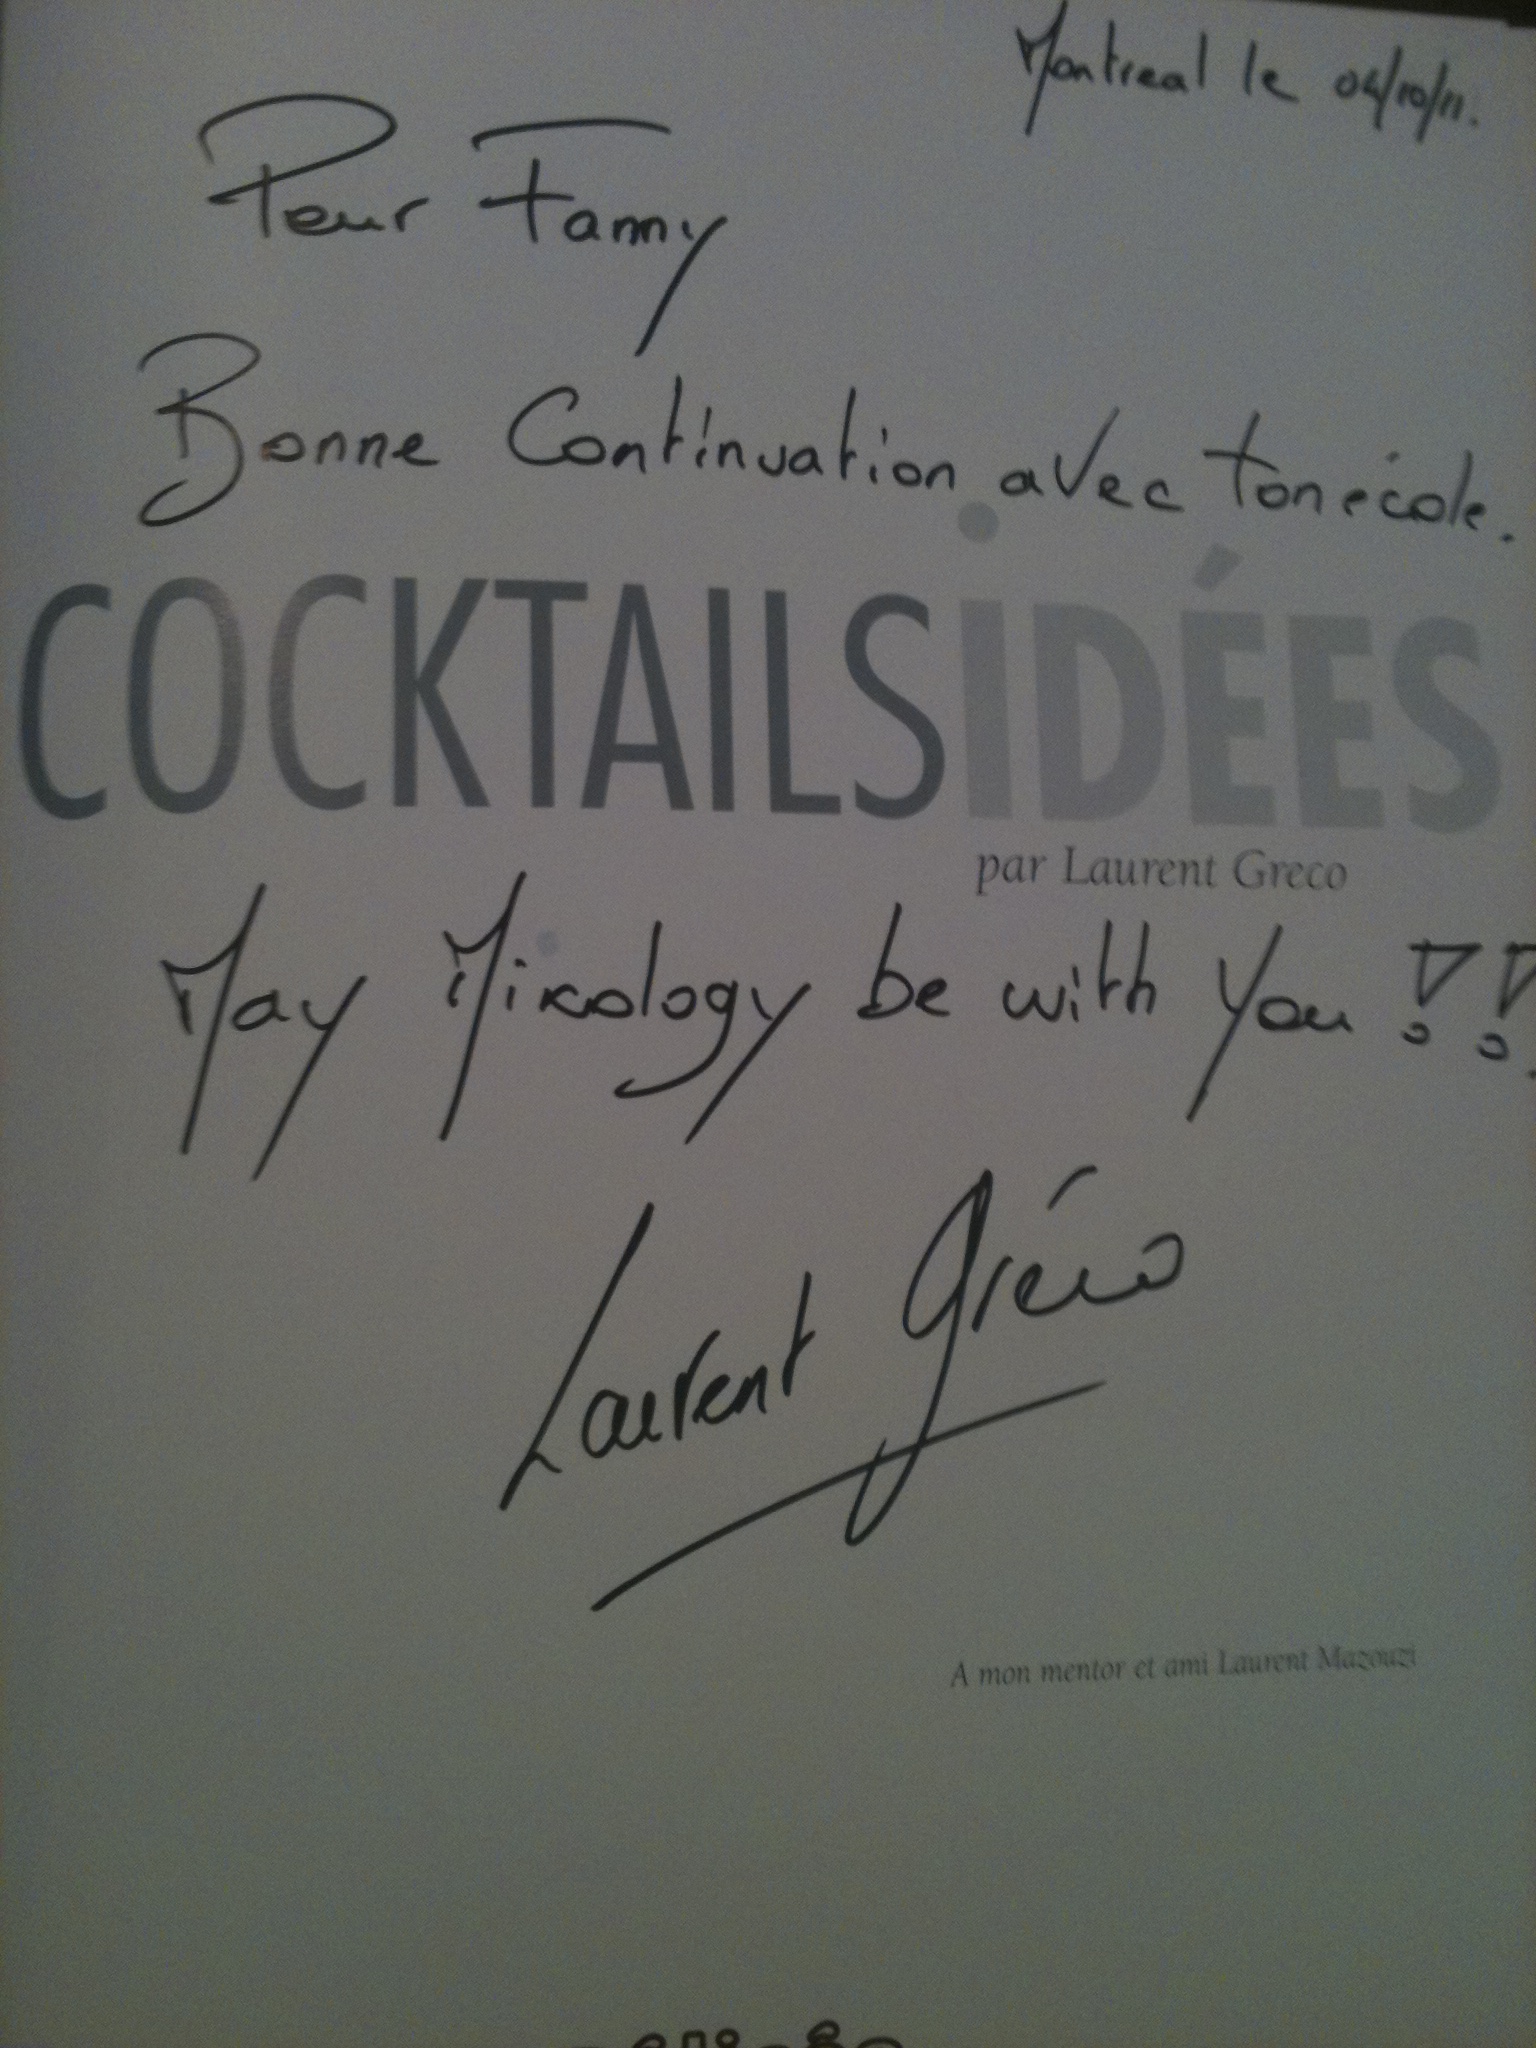 Montreal le 04/10/11.
Pour Fanny
Bonne Continuation avec ton école.
COCKTAILSiDÉES
par Laurent Greco
May Mixology be with you !!
Laurent Gréco
A mon mentor et ami Laurent Mazouzi